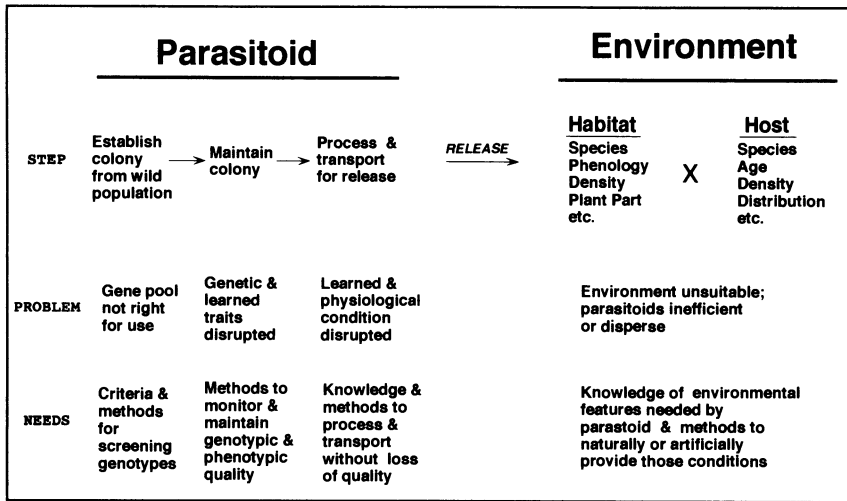 Parasitoid
Environment
STEP
Establish
colony
from wild
population
Maintain
colony
Process &
transport
for release
RELEASE
Habitat
Species
Phenology
Density
Plant Part
etc.
X
Host
Species
Age
Density
Distribution
etc.
PROBLEM
Gene pool
not right
for use
Genetic &
learned
traits
disrupted
Learned &
physiological
condition
disrupted
Environment unsuitable;
parasitoids inefficient
or disperse
NEEDS
Criteria &
methods
for
screening
genotypes
Methods to
monitor &
maintain
genotypic &
phenotypic
quality
Knowledge &
methods to
process &
transport
without loss
of quality
Knowledge of environmental
features needed by
parastoid & methods to
naturally or artificially
provide those conditions